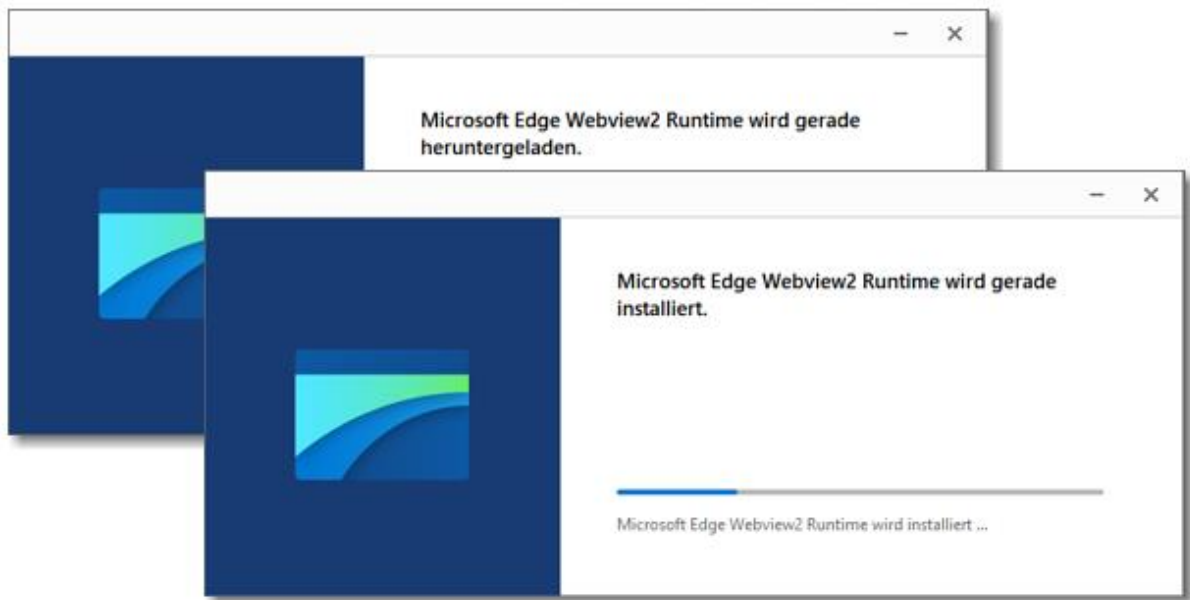 Microsoft Edge Webview2 Runtime wird gerade
heruntergeladen.
Microsoft Edge Webview2 Runtime wird gerade
installiert.
Microsoft Edge Webview2 Runtime wird installiert ...